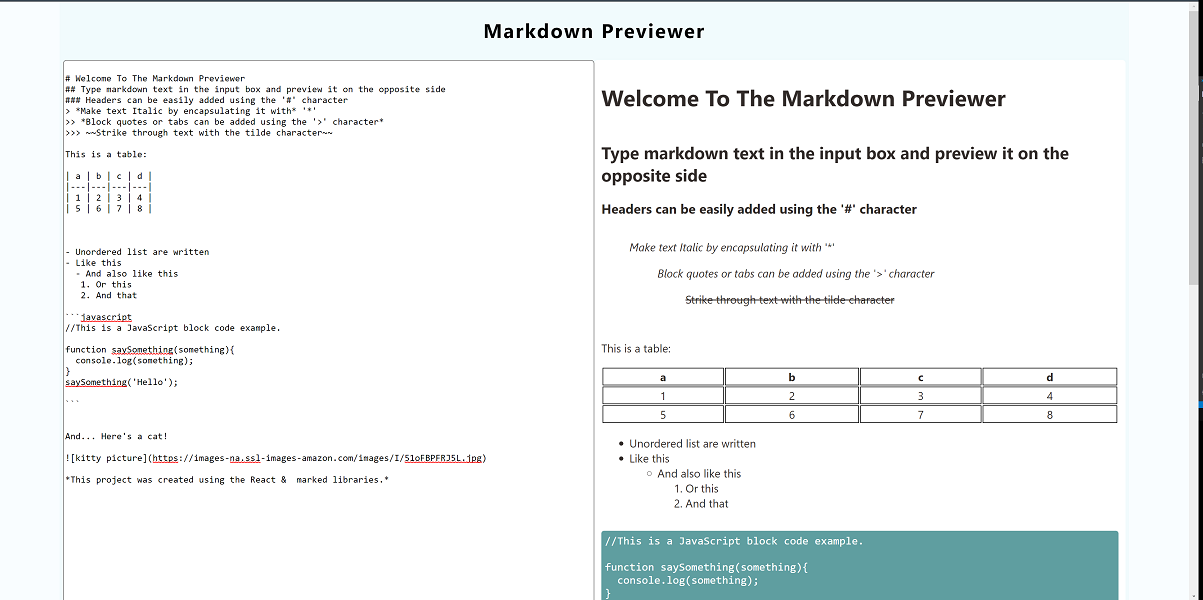 Markdown Previewer
# Welcome To The Markdown Previewer
## Type markdown text in the input box and preview it on the opposite side
### Headers can be easily added using the '#' character
> *Make text Italic by encapsulating it with* '*'
>> *Block quotes or tabs can be added using the '>' character*
>>> ~~Strike through text with the tilde character~~
This is a table:
| a | b | c | d |
|---|---|---|---|
| 1 | 2 | 3 | 4 |
| 5 | 6 | 7 | 8 |
- Unordered list are written
- Like this
  - And also like this
   1. Or this
   2. And that
```javascript
//This is a JavaScript block code example.
function saySomething(something){
  console.log(something);
}
saySomething('Hello');
```
And... Here's a cat!
![kitty picture](https://images-na.ssl-images-amazon.com/images/I/51oFBPFRJ5L.jpg)
*This project was created using the React &  marked libraries.*
Welcome To The Markdown Previewer
Type markdown text in the input box and preview it on the
opposite side
Headers can be easily added using the '#' character
Make text Italic by encapsulating it with '*'
Block quotes or tabs can be added using the '>' character
Strike through text with the tilde character
This is a table:
a b c d
1 2 3 4
5 6 7 8
Unordered list are written
Like this
And also like this
1. Or this
2. And that
//This is a JavaScript block code example.
function saySomething(something){
  console.log(something);
}